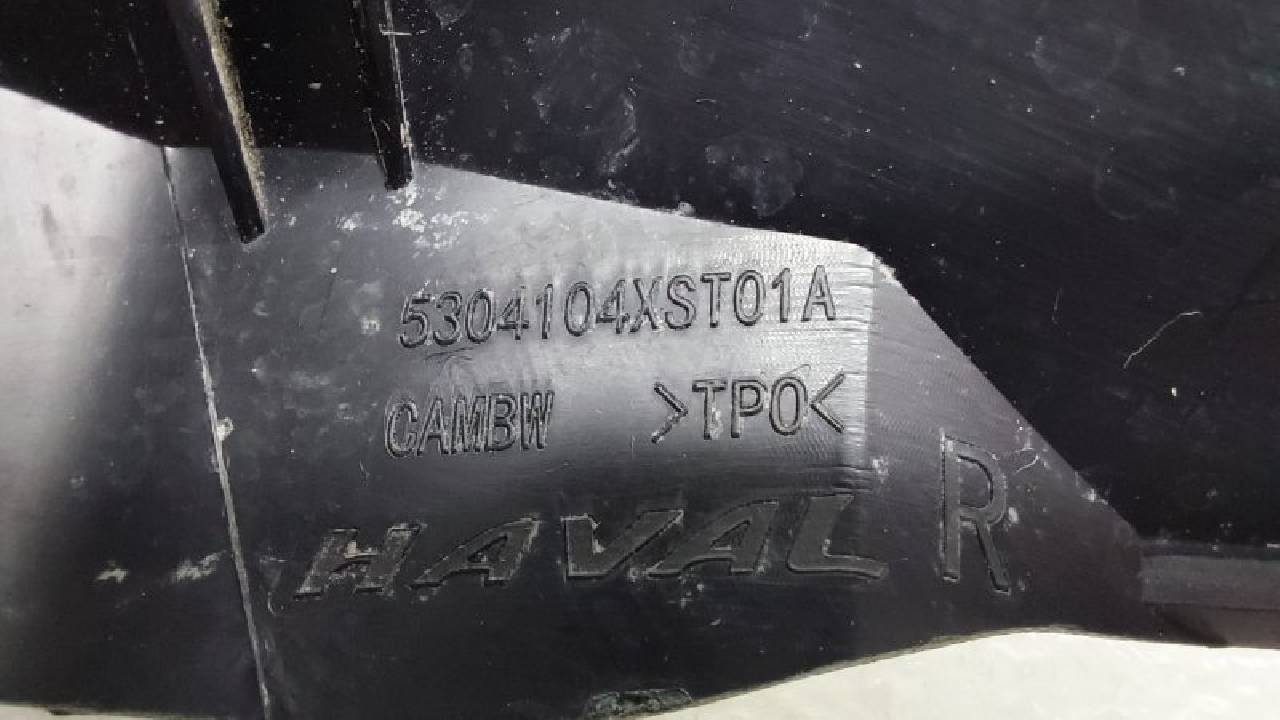 5304104XST01A
CAMBW >TPO<
HAVAL R